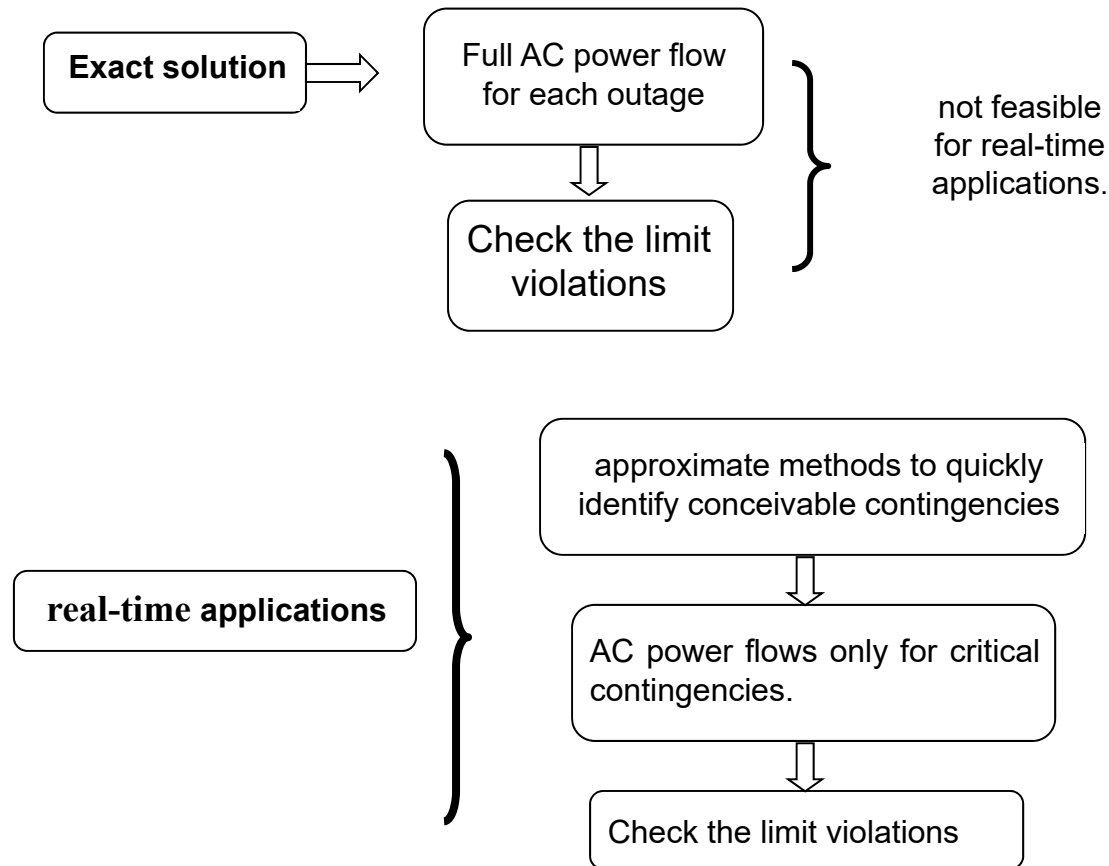 Exact solution
Full AC power flow
for each outage
not feasible
for real-time
applications.
Check the limit
violations
approximate methods to quickly
identify conceivable contingencies
real-time applications
AC power flows only for critical
contingencies.
Check the limit violations